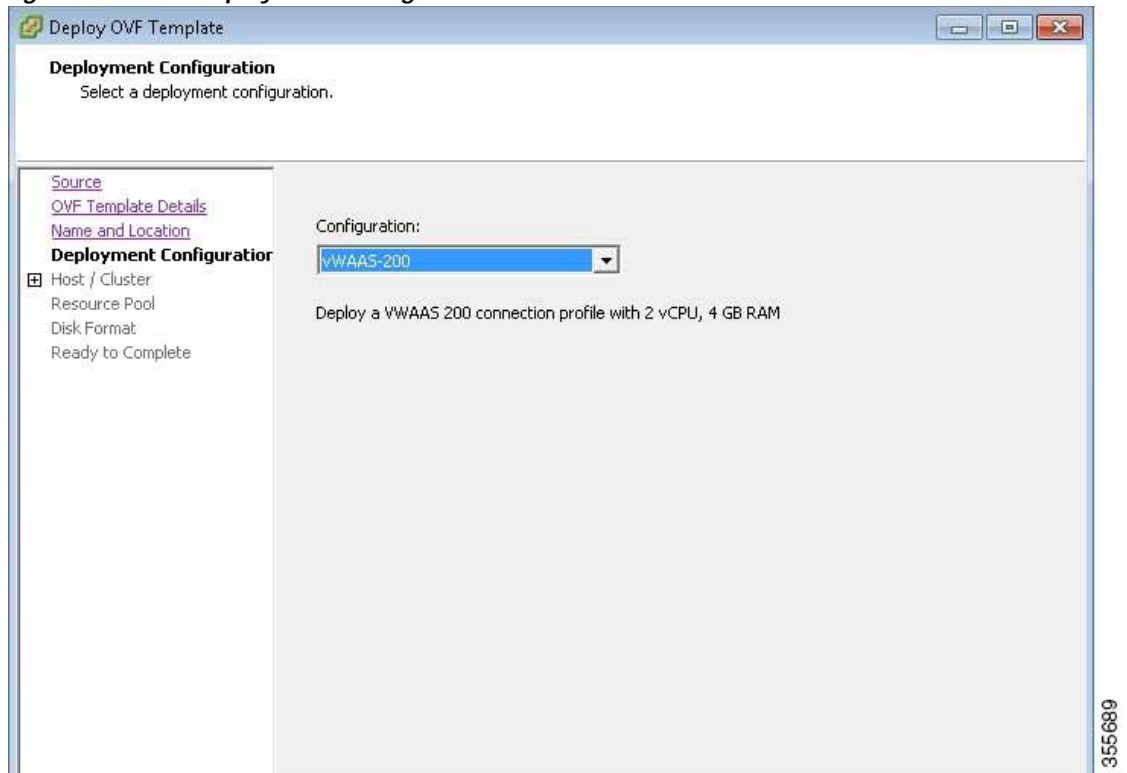 Deploy OVF Template
Deployment Configuration
Select a deployment configuration.
Source
OVF Template Details
Name and Location
Deployment Configuration
Host / Cluster
Resource Pool
Disk Format
Ready to Complete
Configuration:
vWAAS-200
Deploy a VWAAS 200 connection profile with 2 vCPU, 4 GB RAM
355689